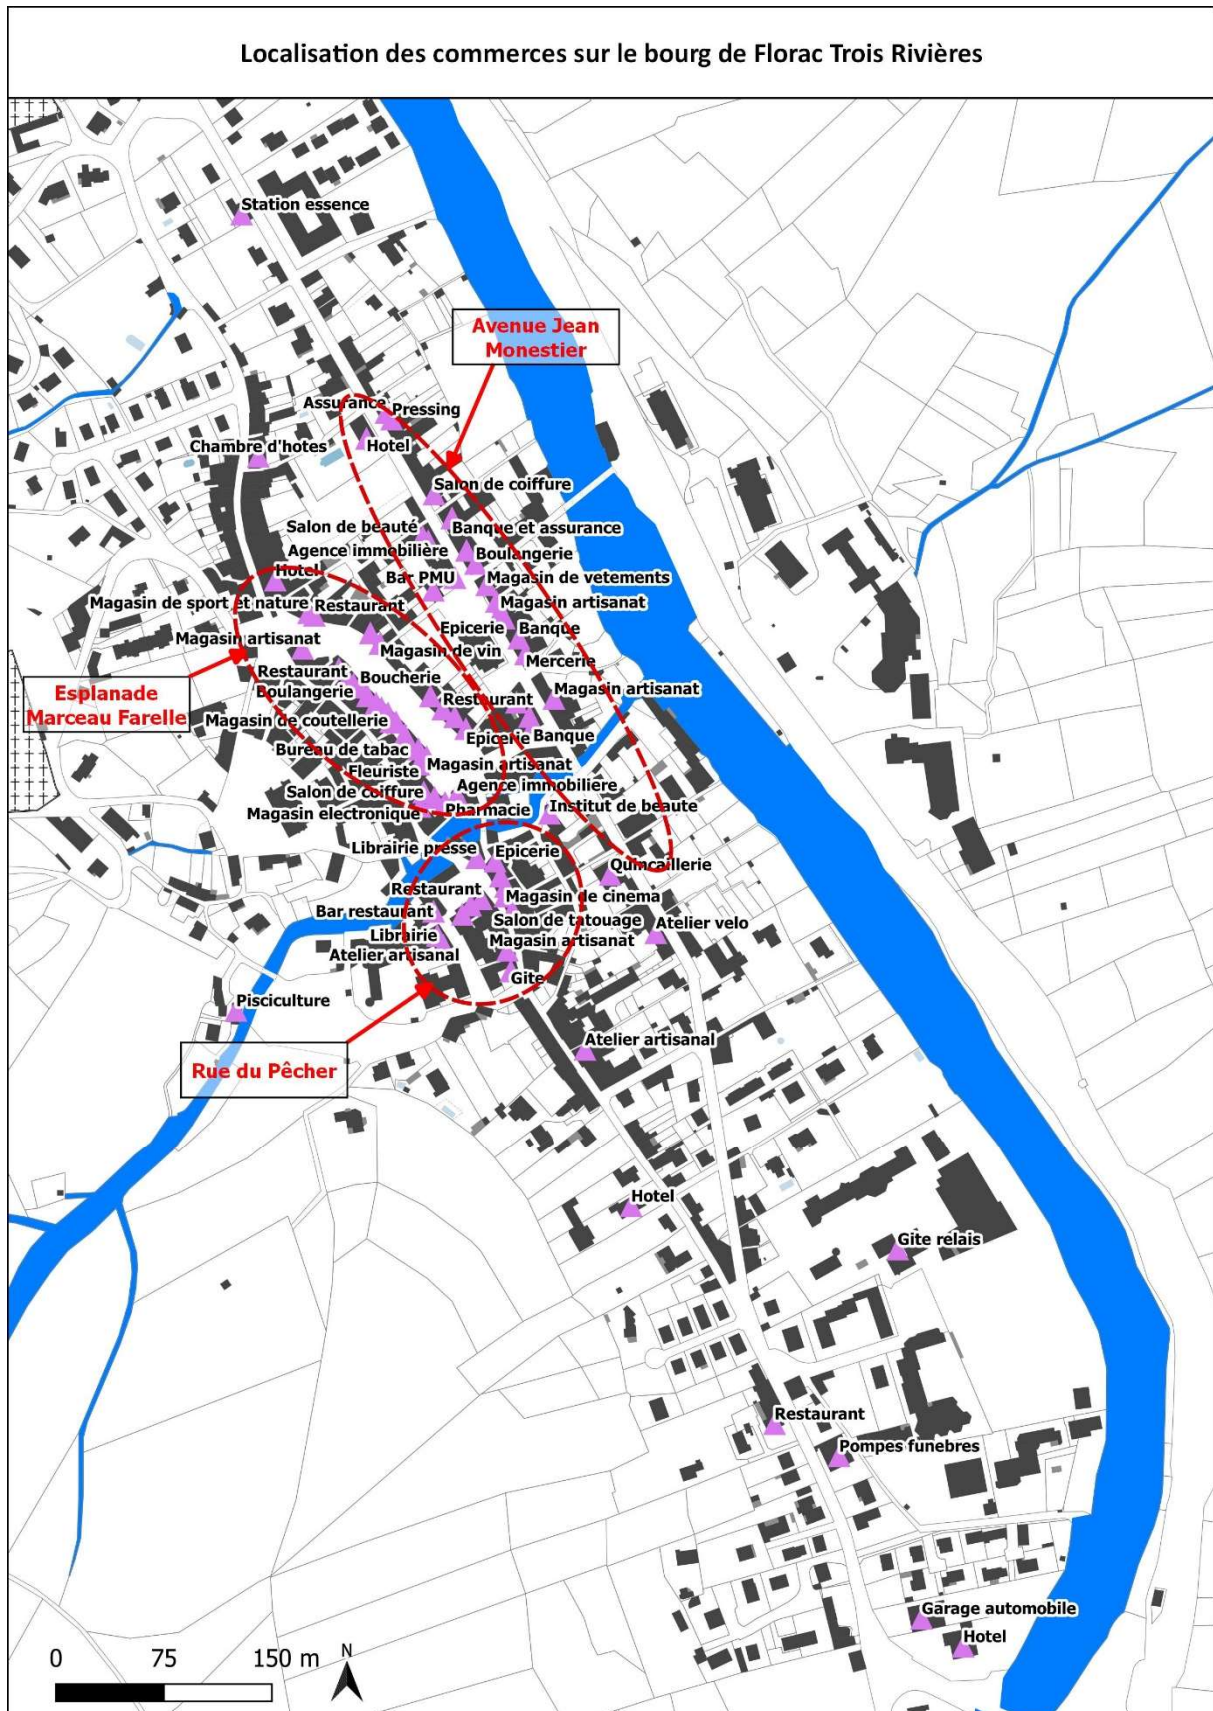 Localisation des commerces sur le bourg de Florac Trois Rivières
Station essence
Avenue Jean
Monestier
Assurance
Pressing
Hotel
Chambre d'hotes
Salon de coiffure
Salon de beauté
Banque et assurance
Agence immobilière
Boulangerie
Hotel
Bar PMU
Magasin de vetements
Magasin de sport et nature
Restaurant
Magasin artisanat
Magasin artisanat
Epicerie
Banque
Magasin de vin
Mercerie
Restaurant
Boucherie
Esplanade
Marceau Farelle
Boulangerie
Restaurant
Magasin artisanat
Magasin de coutellerie
Epicerie
Banque
Bureau de tabac
Magasin artisanat
Fleuriste
Agence immobiliere
Salon de coiffure
Magasin electronique
Pharmacie
Institut de beaute
Librairie presse
Epicerie
Quincaillerie
Restaurant
Magasin de cinema
Bar restaurant
Salon de tatouage
Atelier velo
Librairie
Magasin artisanat
Atelier artisanal
Gite
Pisciculture
Rue du Pêcher
Atelier artisanal
Hotel
Gite relais
Restaurant
Pompes funebres
Garage automobile
Hotel
0 75 150 m
N